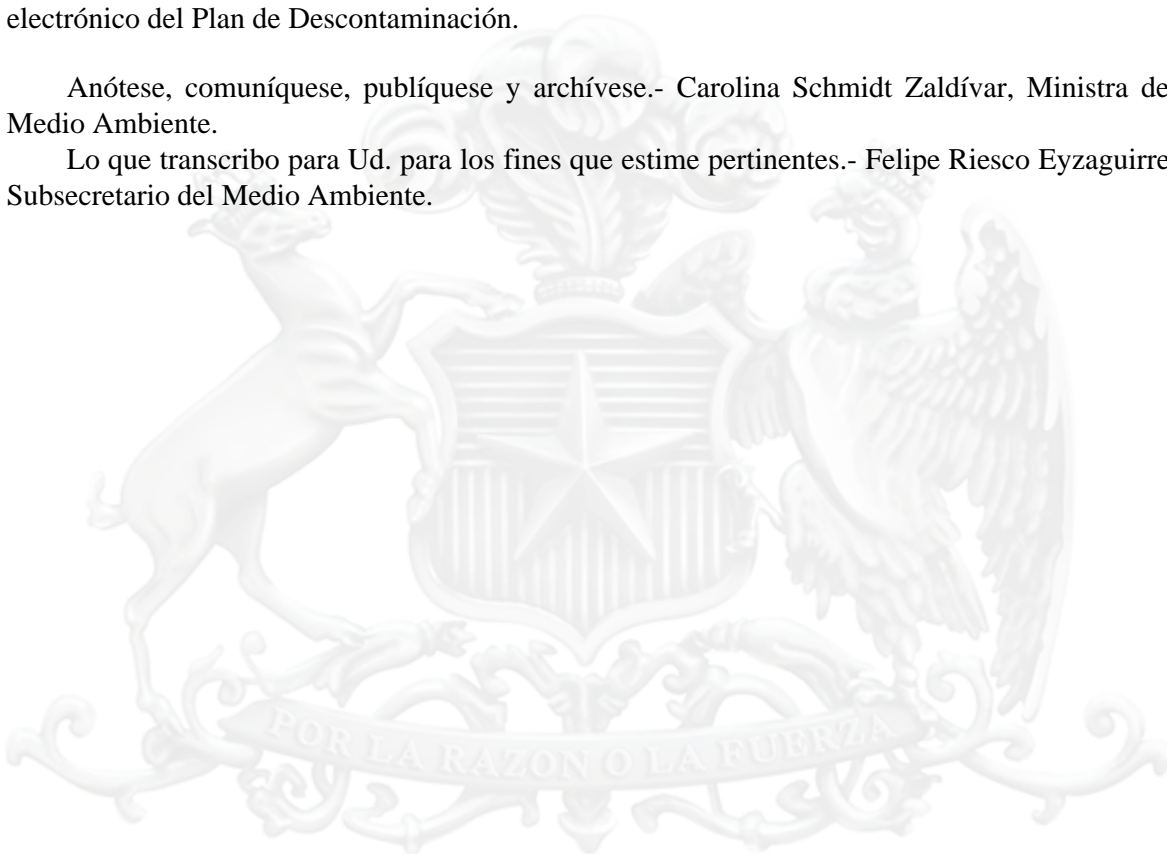 electrónico del Plan de Descontaminación.
Anótese, comuníquese, publíquese y archívese.- Carolina Schmidt Zaldívar, Ministra de
Medio Ambiente.
Lo que transcribo para Ud. para los fines que estime pertinentes.- Felipe Riesco Eyzaguirre
Subsecretario del Medio Ambiente.
POR LA RAZON O LA FUERZA